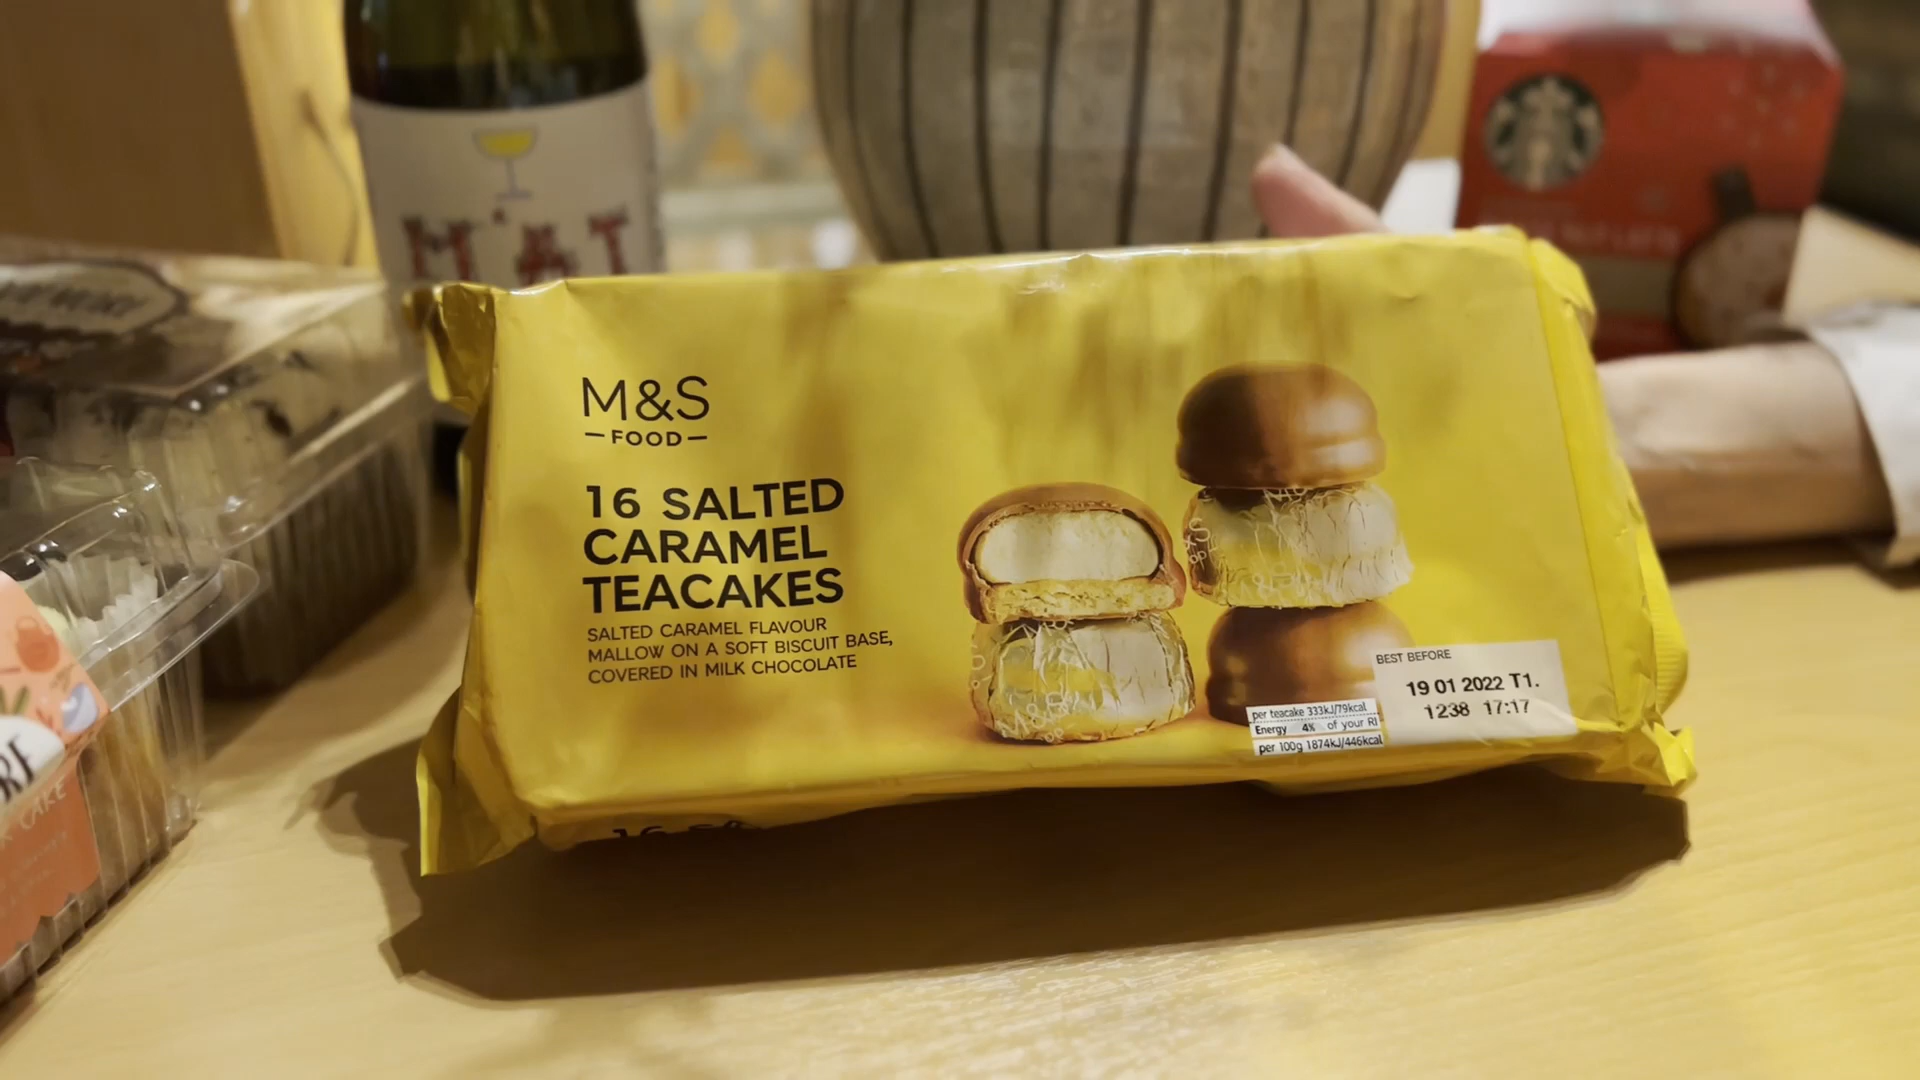 M&S
FOOD
16 SALTED
CARAMEL
TEACAKES
SALTED CARAMEL FLAVOUR
MALLOW ON A SOFT BISCUIT BASE,
COVERED IN MILK CHOCOLATE
BEST BEFORE
19 01 2022 T1.
1238 17:17
per teacake 333kJ/79kcal
Energy 4% of your RI
per 100g 1874kJ/446kcal
CAKE